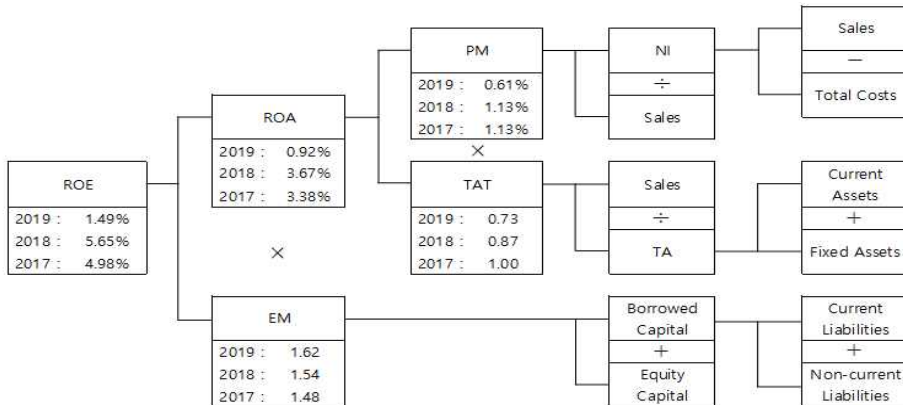 ROE
2019 : 1.49%
2018 : 5.65%
2017 : 4.98%
ROA
2019 : 0.92%
2018 : 3.67%
2017 : 3.38%
×
EM
2019 : 1.62
2018 : 1.54
2017 : 1.48
PM
2019 : 0.61%
2018 : 1.13%
2017 : 1.13%
×
TAT
2019 : 0.73
2018 : 0.87
2017 : 1.00
NI
÷
Sales
Sales
÷
TA
Borrowed
Capital
+
Equity
Capital
Sales
−
Total Costs
Current
Assets
+
Fixed Assets
Current
Liabilities
+
Non-current
Liabilities